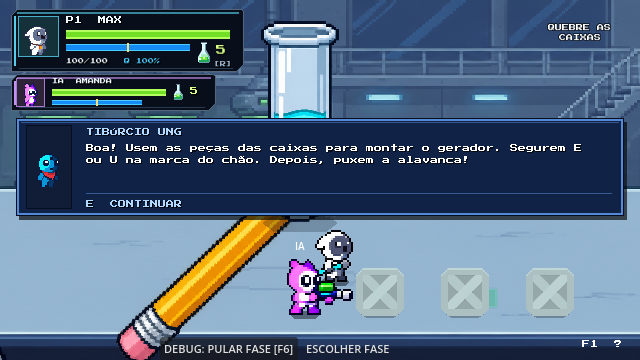 P1 MAX
5
100/100 Q 100%
[R]
QUEBRE AS
CAIXAS
IA AMANDA
5
TIBÚRCIO UNG
Boa! Usem as peças das caixas para montar o gerador. Segurem E
ou U na marca do chão. Depois, puxem a alavanca!
E CONTINUAR
IA
DEBUG: PULAR FASE [F6] ESCOLHER FASE
F1 ?